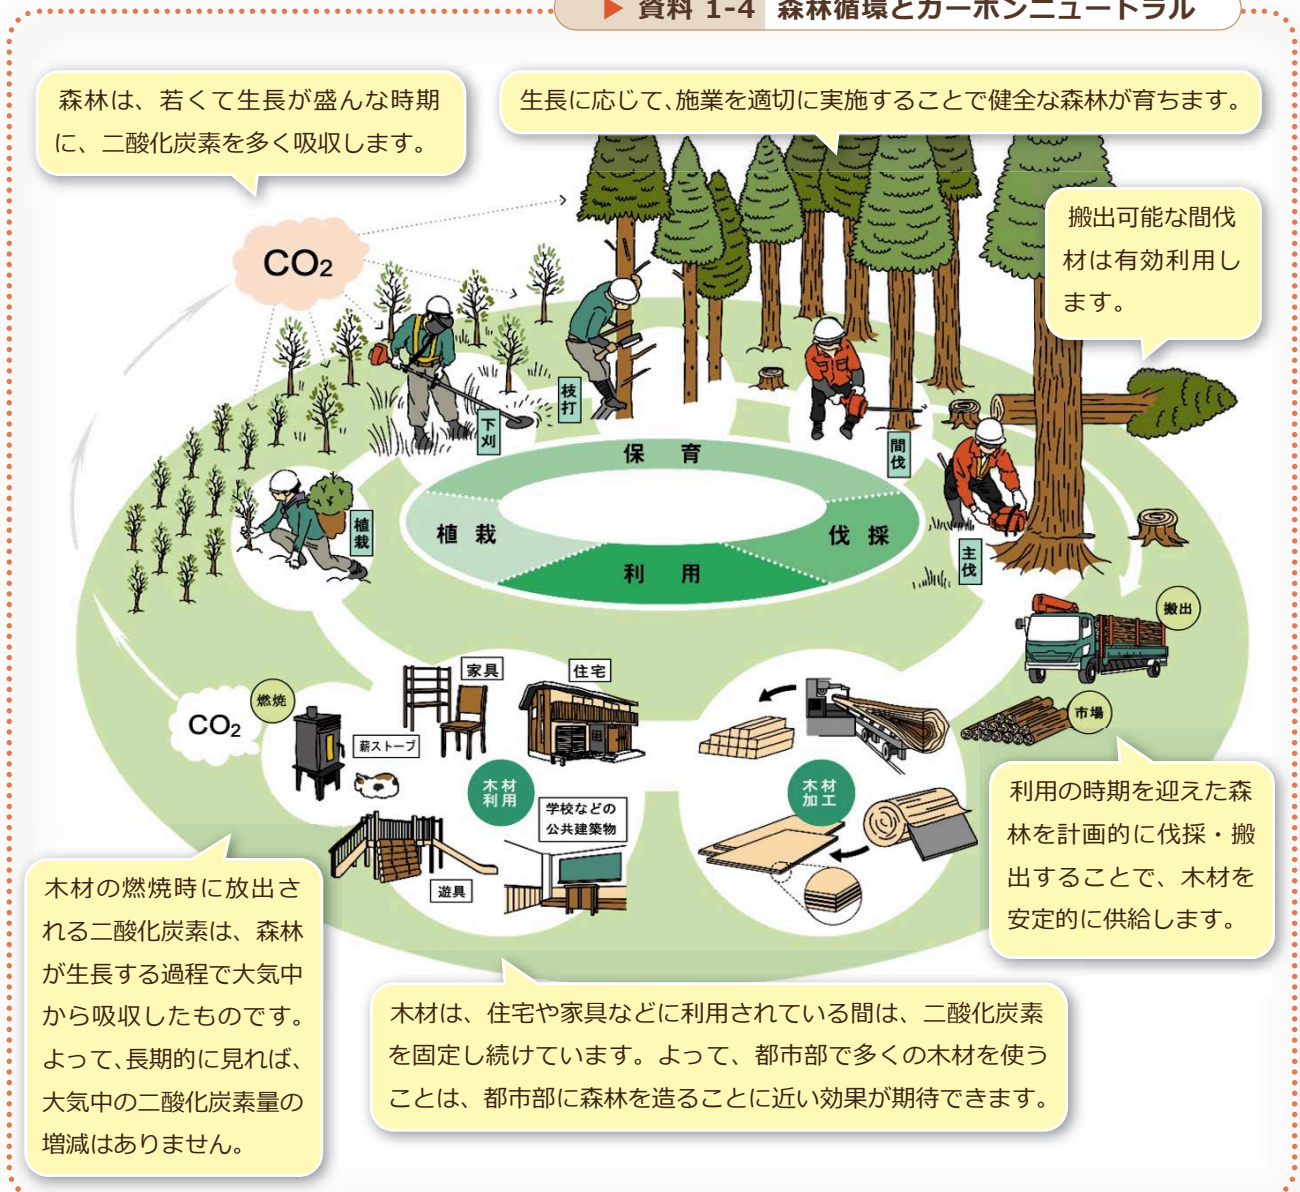 ▶ 資料 1-4 森林循環とカーボンニュートラル
森林は、若くて生長が盛んな時期
に、二酸化炭素を多く吸収します。
生長に応じて、施業を適切に実施することで健全な森林が育ちます。
搬出可能な間伐
材は有効利用し
ます。
CO₂
下刈
枝打
間伐
植栽
主伐
保育
植栽
伐採
利用
搬出
市場
家具
住宅
燃焼
CO₂
薪ストーブ
木材
利用
学校などの
公共建築物
遊具
木材
加工
利用の時期を迎えた森
林を計画的に伐採・搬
出することで、木材を
安定的に供給します。
木材の燃焼時に放出さ
れる二酸化炭素は、森林
が生長する過程で大気中
から吸収したものです。
よって、長期的に見れば、
大気中の二酸化炭素量の
増減はありません。
木材は、住宅や家具などに利用されている間は、二酸化炭素
を固定し続けています。よって、都市部で多くの木材を使う
ことは、都市部に森林を造ることに近い効果が期待できます。